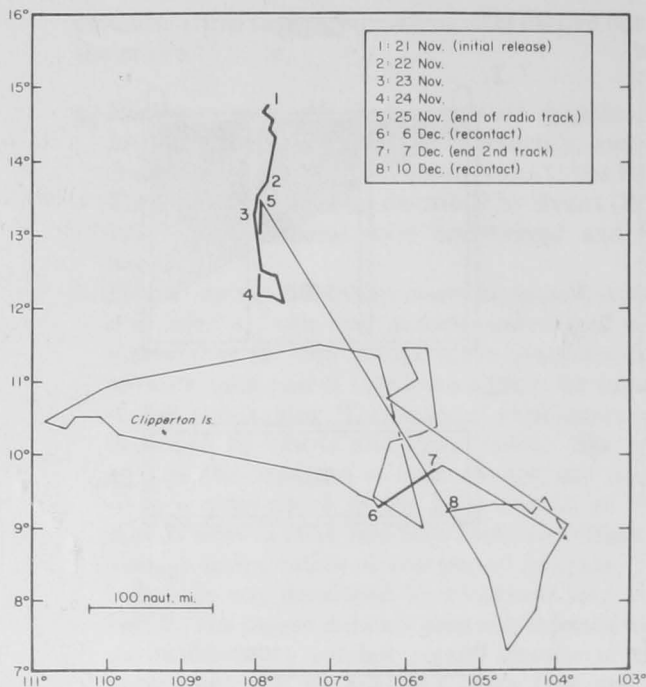 16°
15°
14°
13°
12°
11°
10°
9°
8°
7°
1: 21 Nov. (initial release)
2: 22 Nov.
3: 23 Nov.
4: 24 Nov.
5: 25 Nov. (end of radio track)
6: 6 Dec. (recontact)
7: 7 Dec. (end 2nd track)
8: 10 Dec. (recontact)
1
2
5
3
4
Clipperton Is.
7
6
8
100 naut. mi.
111° 110° 109° 108° 107° 106° 105° 104° 103°